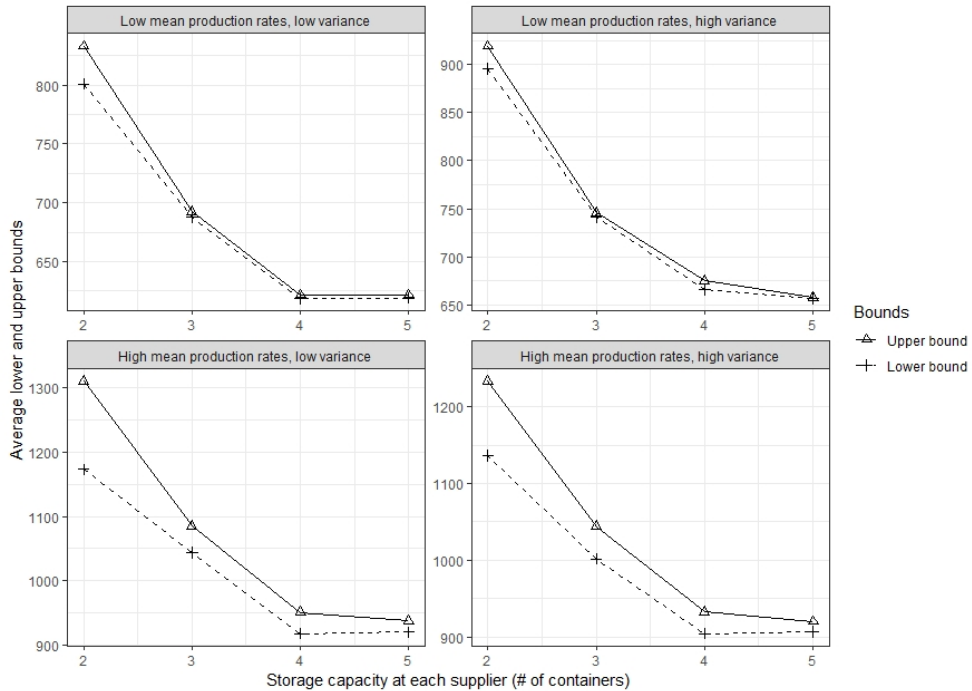 Low mean production rates, low variance
Low mean production rates, high variance
800
750
700
650
2 3 4 5
900
850
800
750
700
650
2 3 4 5
High mean production rates, low variance
High mean production rates, high variance
1300
1200
1100
1000
900
2 3 4 5
1200
1100
1000
900
2 3 4 5
Average lower and upper bounds
Storage capacity at each supplier (# of containers)
Bounds
Upper bound
Lower bound